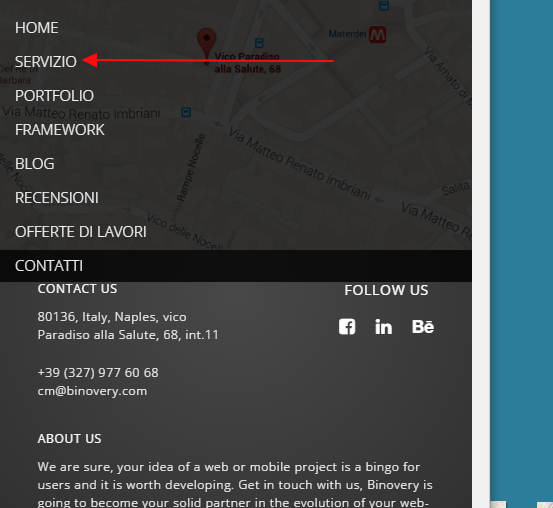 HOME
SERVIZIO
PORTFOLIO
FRAMEWORK
BLOG
RECENSIONI
OFFERTE DI LAVORI
CONTATTI
Materdei M
Vico Paradiso
alla Salute, 68
Via Matteo Renato Imbriani
Via Matteo Renato Imbriani
Via Matteo R
Rampe Nocelle
Vico delle Nocel
Via Amato di M
Salita
CONTACT US
80136, Italy, Naples, vico
Paradiso alla Salute, 68, int.11
+39 (327) 977 60 68
cm@binovery.com
FOLLOW US
f in Bē
ABOUT US
We are sure, your idea of a web or mobile project is a bingo for
users and it is worth developing. Get in touch with us, Binovery is
going to become your solid partner in the evolution of your web-